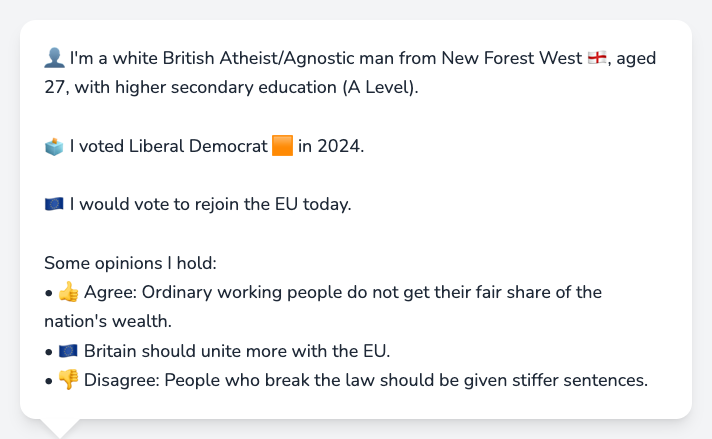 👤 I'm a white British Atheist/Agnostic man from New Forest West 🏴󠁧󠁢󠁥󠁮󠁧󠁿, aged
27, with higher secondary education (A Level).
🗳️ I voted Liberal Democrat 🟧 in 2024.
🇪🇺 I would vote to rejoin the EU today.
Some opinions I hold:
• 👍 Agree: Ordinary working people do not get their fair share of the
nation's wealth.
• 🇪🇺 Britain should unite more with the EU.
• 👎 Disagree: People who break the law should be given stiffer sentences.